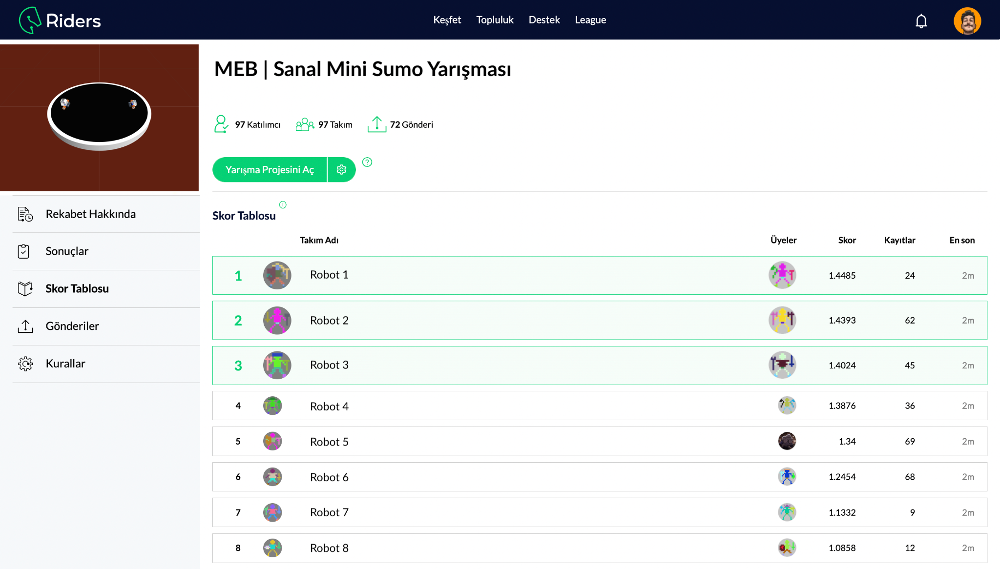 Riders
Keşfet Topluluk Destek League
MEB | Sanal Mini Sumo Yarışması
97 Katılımcı 97 Takım 72 Gönderi
Yarışma Projesini Aç
Rekabet Hakkında
Sonuçlar
Skor Tablosu
Gönderiler
Kurallar
Skor Tablosu
Takım Adı Üyeler Skor Kayıtlar En son
1 Robot 1 1.4485 24 2m
2 Robot 2 1.4393 62 2m
3 Robot 3 1.4024 45 2m
4 Robot 4 1.3876 36 2m
5 Robot 5 1.34 69 2m
6 Robot 6 1.2454 68 2m
7 Robot 7 1.1332 9 2m
8 Robot 8 1.0858 12 2m